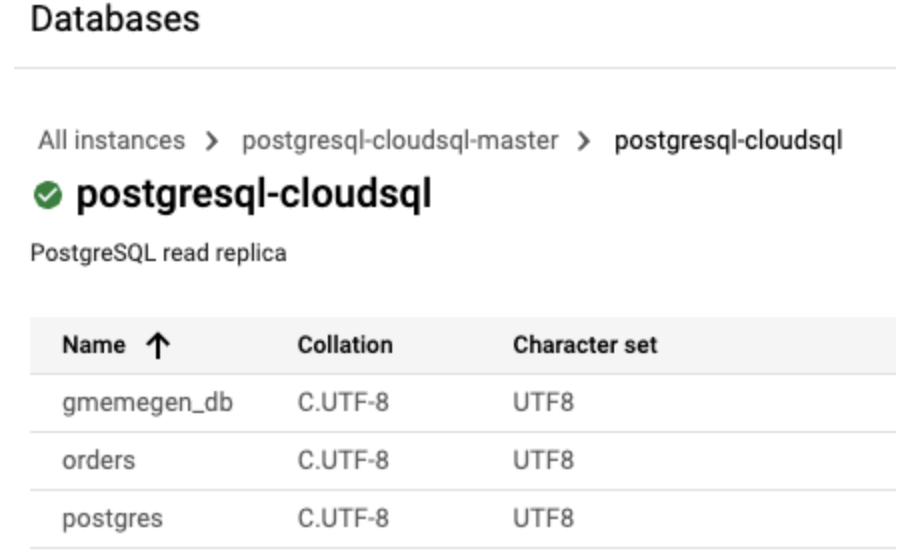 Databases
All instances > postgresql-cloudsql-master > postgresql-cloudsql
postgresql-cloudsql
PostgreSQL read replica
Name ↑ Collation Character set
gmemegen_db C.UTF-8 UTF8
orders C.UTF-8 UTF8
postgres C.UTF-8 UTF8